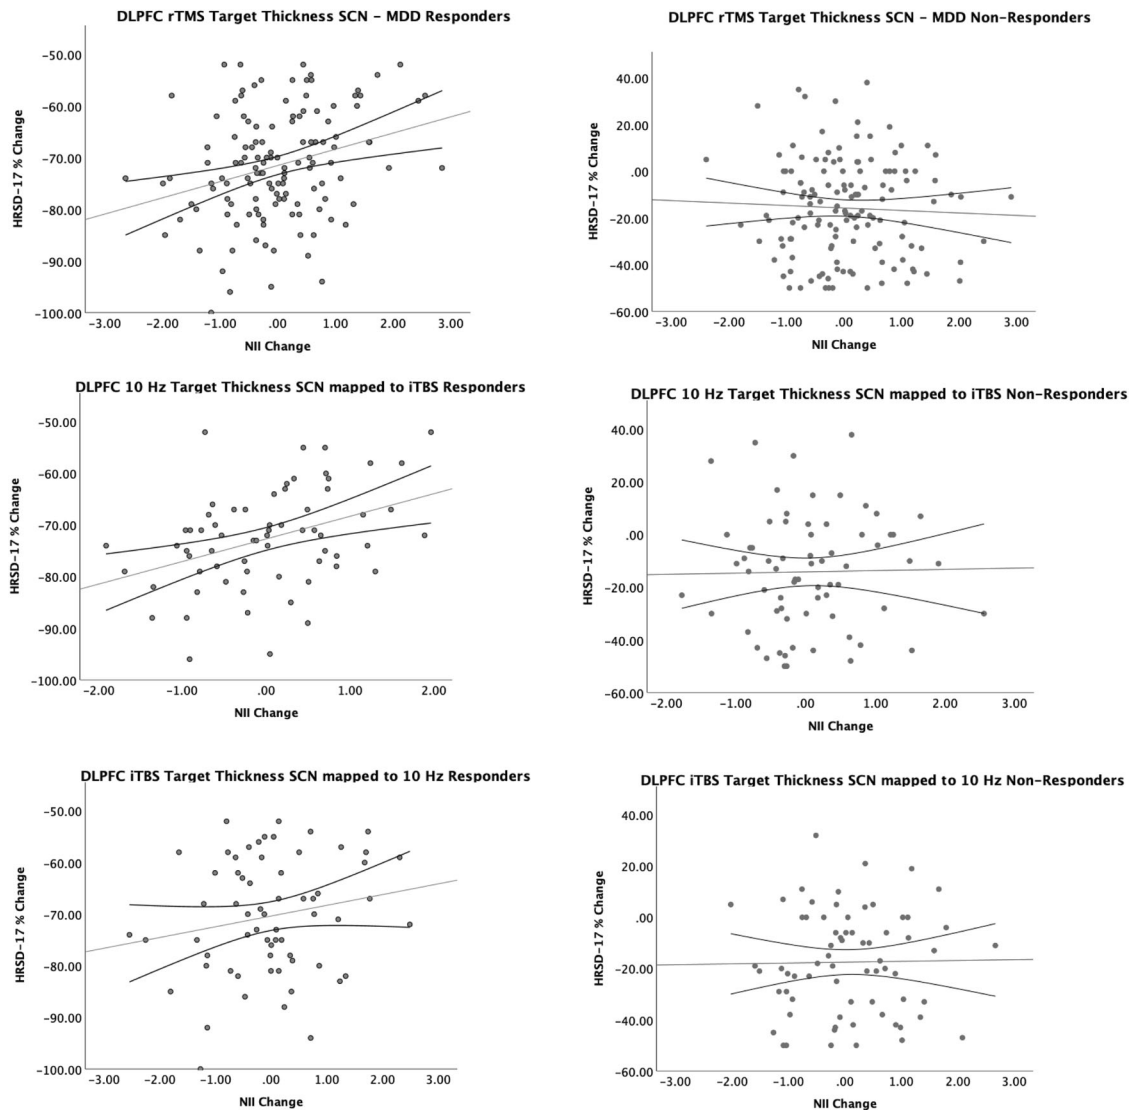 DLPFC rTMS Target Thickness SCN – MDD Responders
HRSD-17 % Change
-50.00
-60.00
-70.00
-80.00
-90.00
-100.00
-3.00 -2.00 -1.00 .00 1.00 2.00 3.00
NII Change
DLPFC rTMS Target Thickness SCN – MDD Non-Responders
HRSD-17 % Change
40.00
20.00
.00
-20.00
-40.00
-60.00
-3.00 -2.00 -1.00 .00 1.00 2.00 3.00
NII Change
DLPFC 10 Hz Target Thickness SCN mapped to iTBS Responders
HRSD-17 % Change
-50.00
-60.00
-70.00
-80.00
-90.00
-100.00
-2.00 -1.00 .00 1.00 2.00
NII Change
DLPFC 10 Hz Target Thickness SCN mapped to iTBS Non-Responders
HRSD-17 % Change
40.00
20.00
.00
-20.00
-40.00
-60.00
-2.00 -1.00 .00 1.00 2.00 3.00
NII Change
DLPFC iTBS Target Thickness SCN mapped to 10 Hz Responders
HRSD-17 % Change
-50.00
-60.00
-70.00
-80.00
-90.00
-100.00
-3.00 -2.00 -1.00 .00 1.00 2.00 3.00
NII Change
DLPFC iTBS Target Thickness SCN mapped to 10 Hz Non-Responders
HRSD-17 % Change
40.00
20.00
.00
-20.00
-40.00
-60.00
-3.00 -2.00 -1.00 .00 1.00 2.00 3.00
NII Change